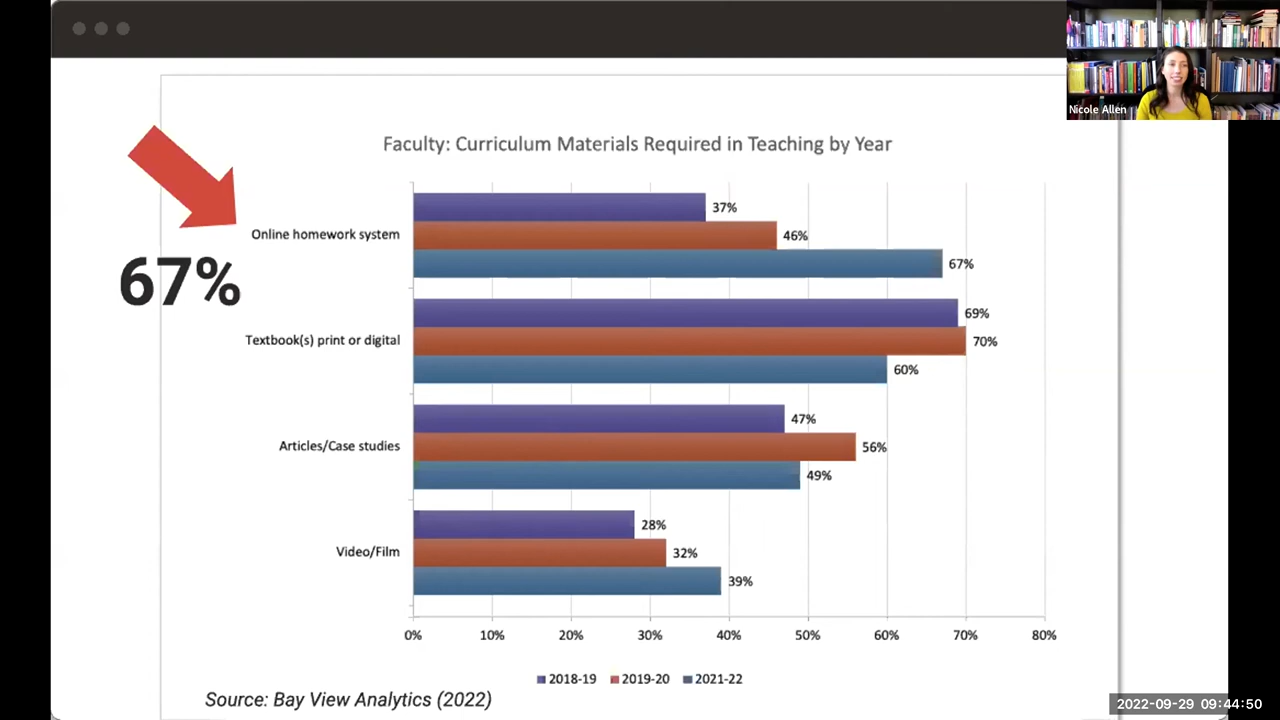 Nicole Allen
Faculty: Curriculum Materials Required in Teaching by Year
67%
Online homework system
37%
46%
67%
Textbook(s) print or digital
69%
70%
60%
Articles/Case studies
47%
56%
49%
Video/Film
28%
32%
39%
0% 10% 20% 30% 40% 50% 60% 70% 80%
2018-19 2019-20 2021-22
Source: Bay View Analytics (2022)
2022-09-29 09:44:50